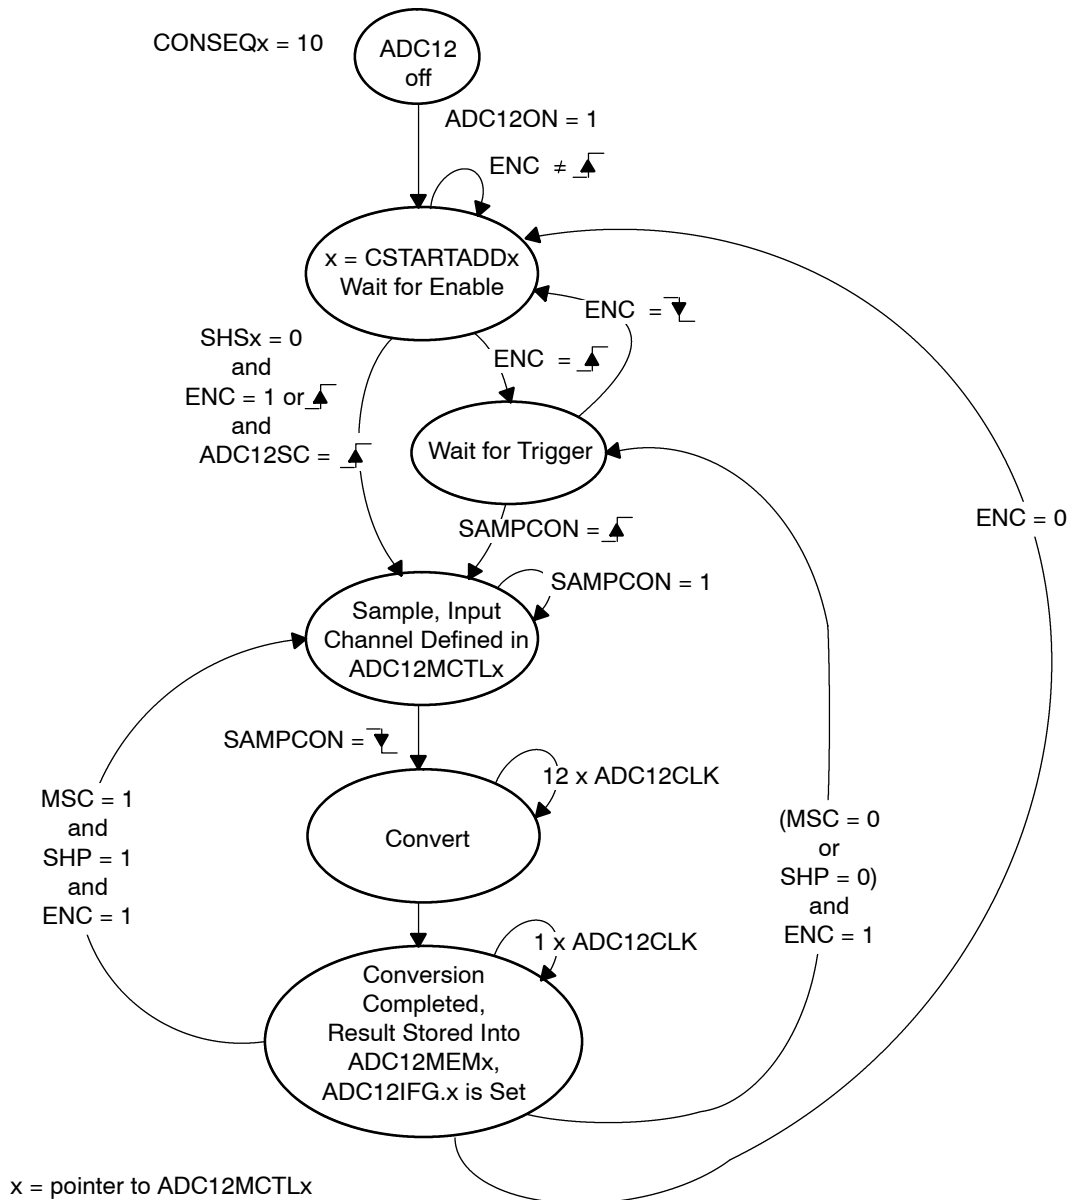 CONSEQx = 10
ADC12
off
ADC12ON = 1
ENC ≠
x = CSTARTADDx
Wait for Enable
ENC =
SHSx = 0
and
ENC = 1 or
and
ADC12SC =
ENC =
Wait for Trigger
ENC = 0
SAMPCON =
SAMPCON = 1
Sample, Input
Channel Defined in
ADC12MCTLx
SAMPCON =
12 x ADC12CLK
Convert
MSC = 1
and
SHP = 1
and
ENC = 1
(MSC = 0
or
SHP = 0)
and
ENC = 1
1 x ADC12CLK
Conversion
Completed,
Result Stored Into
ADC12MEMx,
ADC12IFG.x is Set
x = pointer to ADC12MCTLx